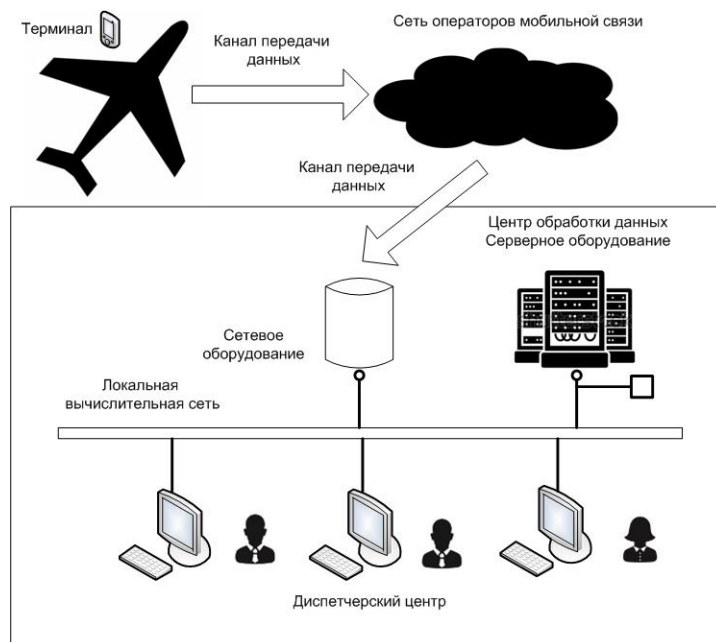 Терминал
Канал передачи
данных
Сеть операторов мобильной связи
Канал передачи
данных
Центр обработки данных
Серверное оборудование
Сетевое
оборудование
Локальная
вычислительная сеть
Диспетчерский центр